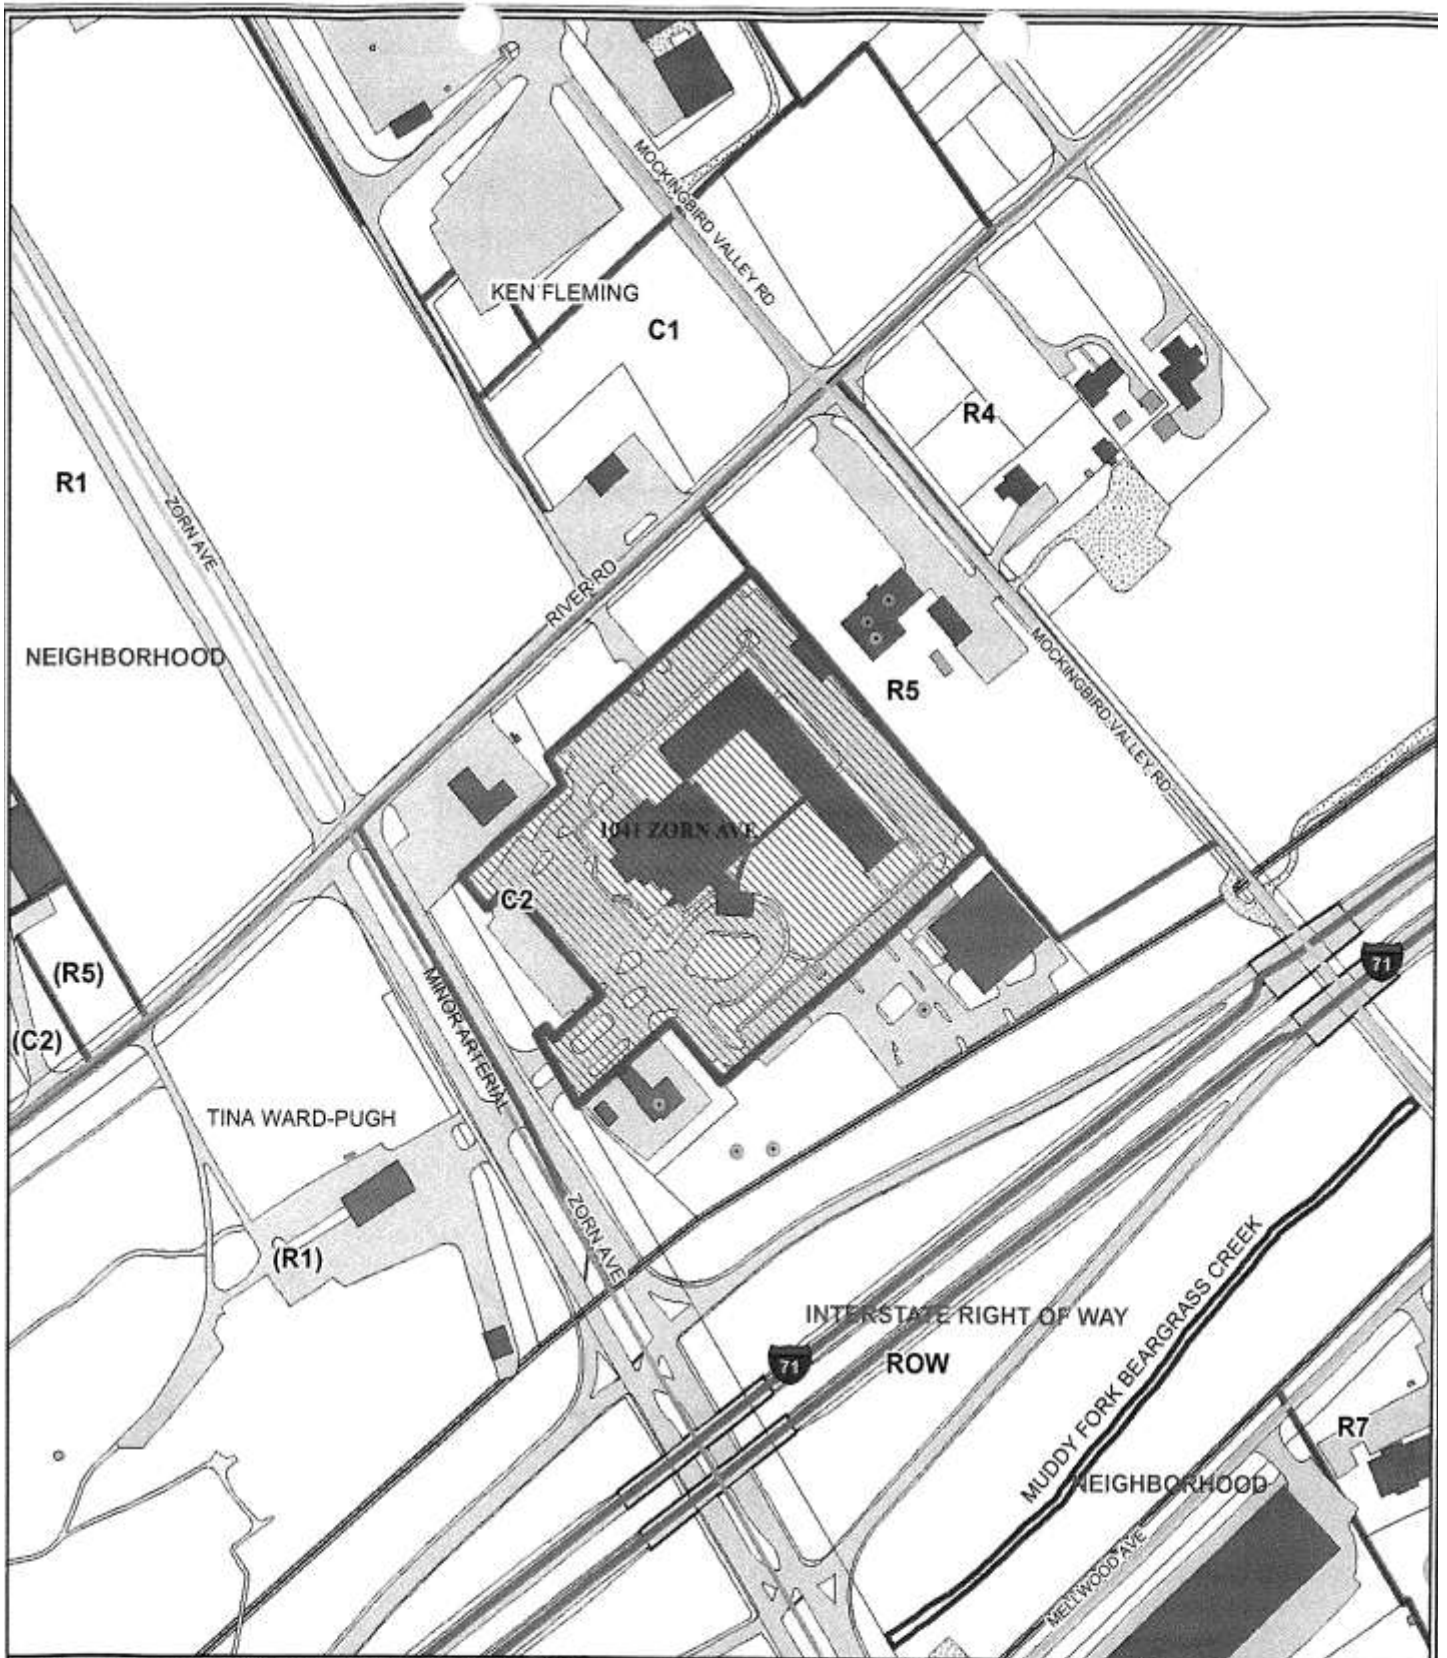 MOCKINGBIRD VALLEY RD
KEN FLEMING
C1
R4
R1
ZORN AVE
RIVER RD
NEIGHBORHOOD
MOCKINGBIRD VALLEY RD
R5
1041 ZORN AVE
C2
(R5)
71
MINOR ARTERIAL
(C2)
TINA WARD-PUGH
ZORN AVE
(R1)
INTERSTATE RIGHT OF WAY
MUDDY FORK BEARGRASS CREEK
71
ROW
R7
NEIGHBORHOOD
MELLWOOD AVE